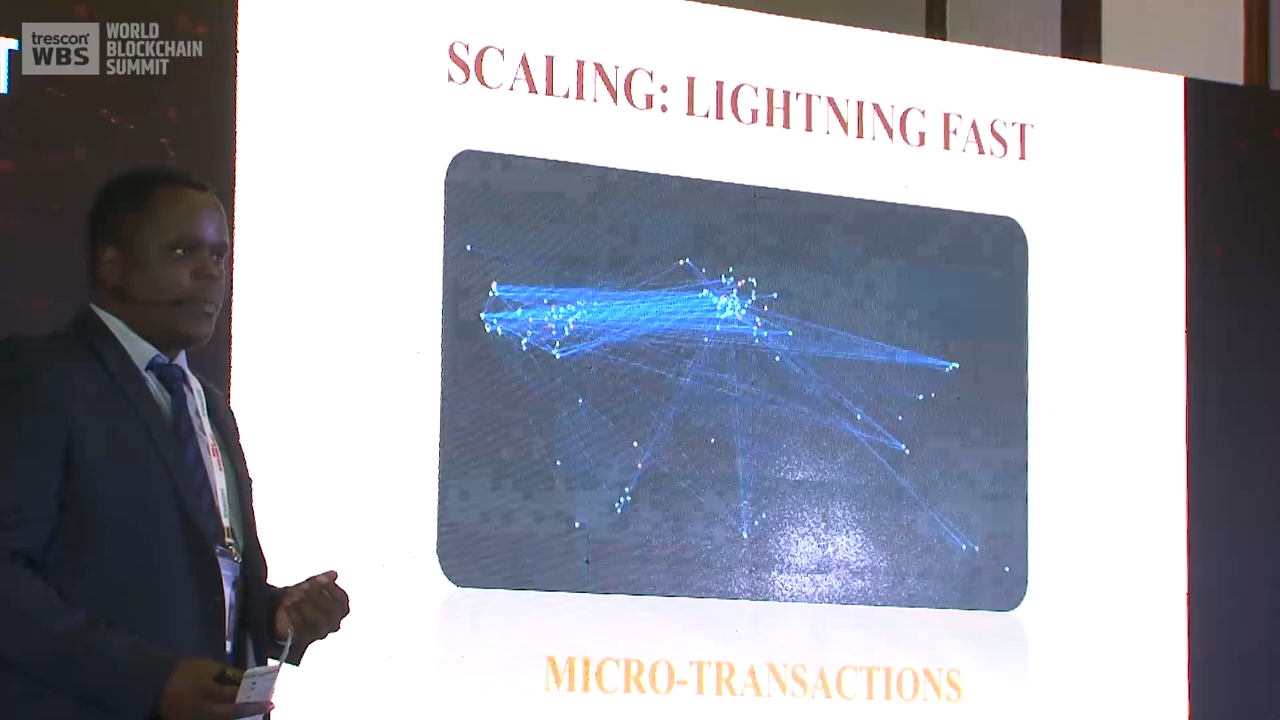 T
trescon
WBS
WORLD
BLOCKCHAIN
SUMMIT
SCALING: LIGHTNING FAST
MICRO-TRANSACTIONS